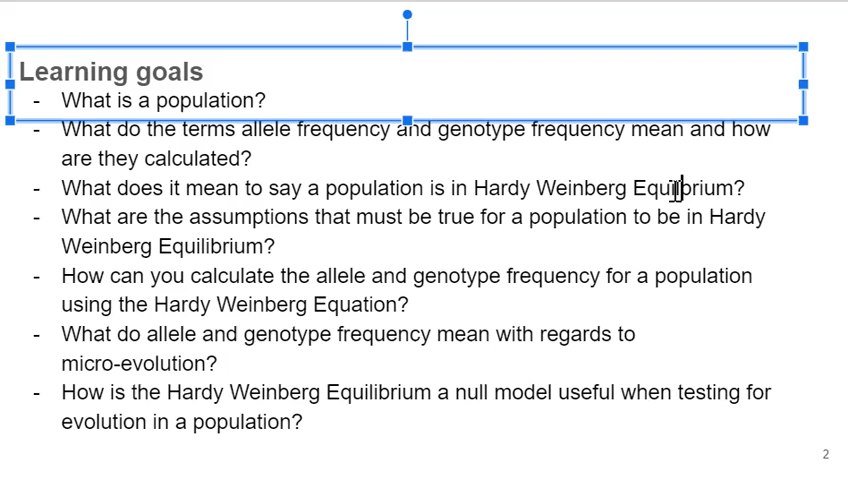 Learning goals
- What is a population?
- What do the terms allele frequency and genotype frequency mean and how
are they calculated?
- What does it mean to say a population is in Hardy Weinberg Equilibrium?
- What are the assumptions that must be true for a population to be in Hardy
Weinberg Equilibrium?
- How can you calculate the allele and genotype frequency for a population
using the Hardy Weinberg Equation?
- What do allele and genotype frequency mean with regards to
micro-evolution?
- How is the Hardy Weinberg Equilibrium a null model useful when testing for
evolution in a population?
2